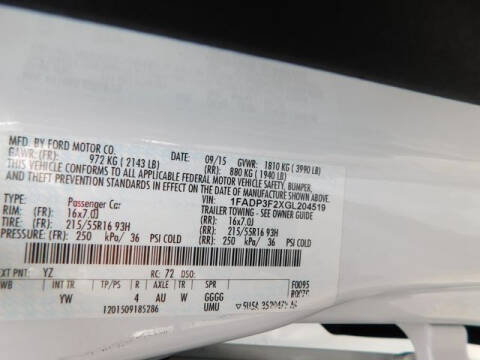 MFD. BY FORD MOTOR CO.
DATE: 09/15 GVWR: 1810 KG ( 3990 LB)
GAWR: (FR): 972 KG ( 2143 LB) (RR): 880 KG ( 1940 LB)
THIS VEHICLE CONFORMS TO ALL APPLICABLE FEDERAL MOTOR VEHICLE SAFETY, BUMPER,
AND THEFT PREVENTION STANDARDS IN EFFECT ON THE DATE OF MANUFACTURE SHOWN ABOVE.
VIN: 1FADP3F2XGL204519
TYPE: Passenger Car TRAILER TOWING - SEE OWNER GUIDE
RIM: (FR): 16x7.0J (RR): 16x7.0J
TIRE: (FR): 215/55R16 93H (RR): 215/55R16 93H
PRESSURE: (FR): 250 kPa/ 36 PSI COLD (RR): 250 kPa/ 36 PSI COLD
EXT PNT: YZ RC: 72 DSO:
WB INT TR TP/PS R AXLE TR SPR F0095
YW 4 AU W GGGG
1201509185286 UMU